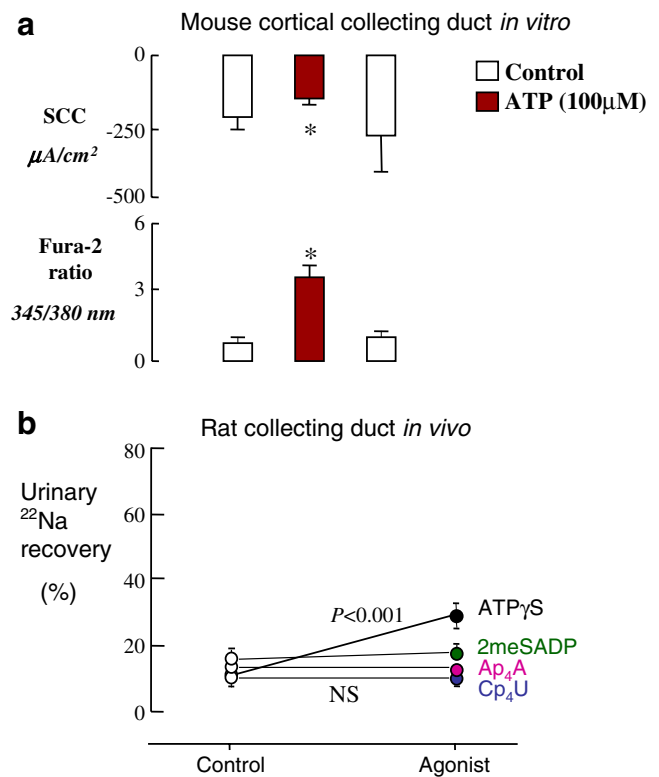 a
Mouse cortical collecting duct in vitro
Control
ATP (100μM)
SCC
μA/cm²
0
-250
-500
*
Fura-2
ratio
345/380 nm
6
3
0
*
b
Rat collecting duct in vivo
Urinary
²²Na
recovery
(%)
80
60
40
20
0
P<0.001
NS
ATPγS
2meSADP
Ap₄A
Cp₄U
Control
Agonist